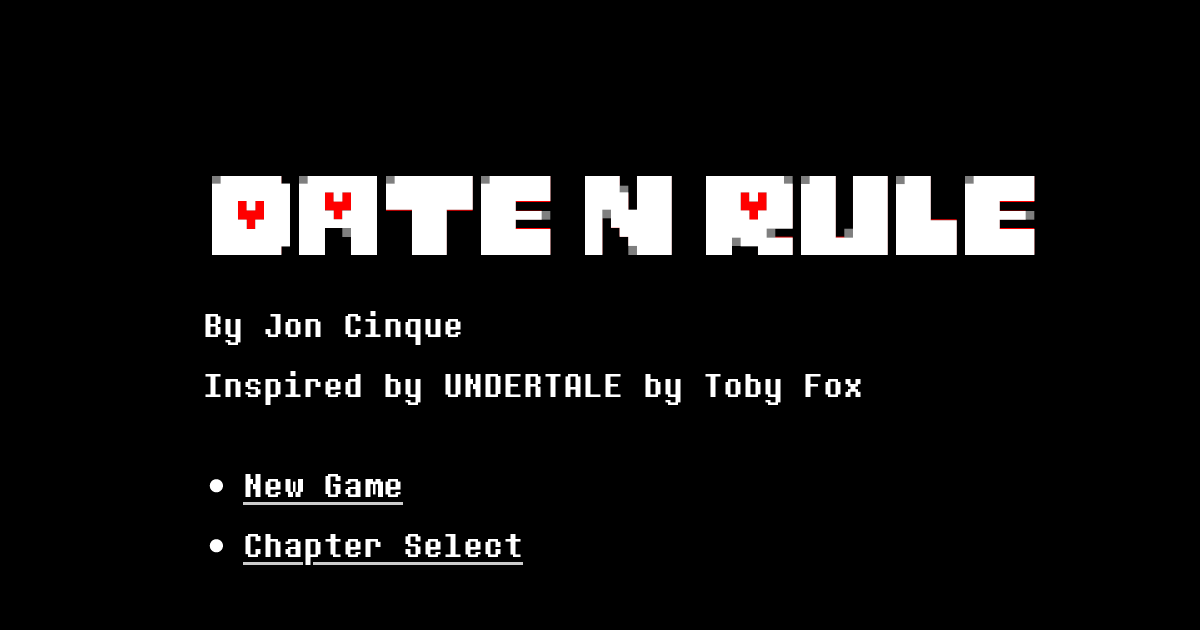 DATE N RULE
By Jon Cinque
Inspired by UNDERTALE by Toby Fox
• New Game
• Chapter Select